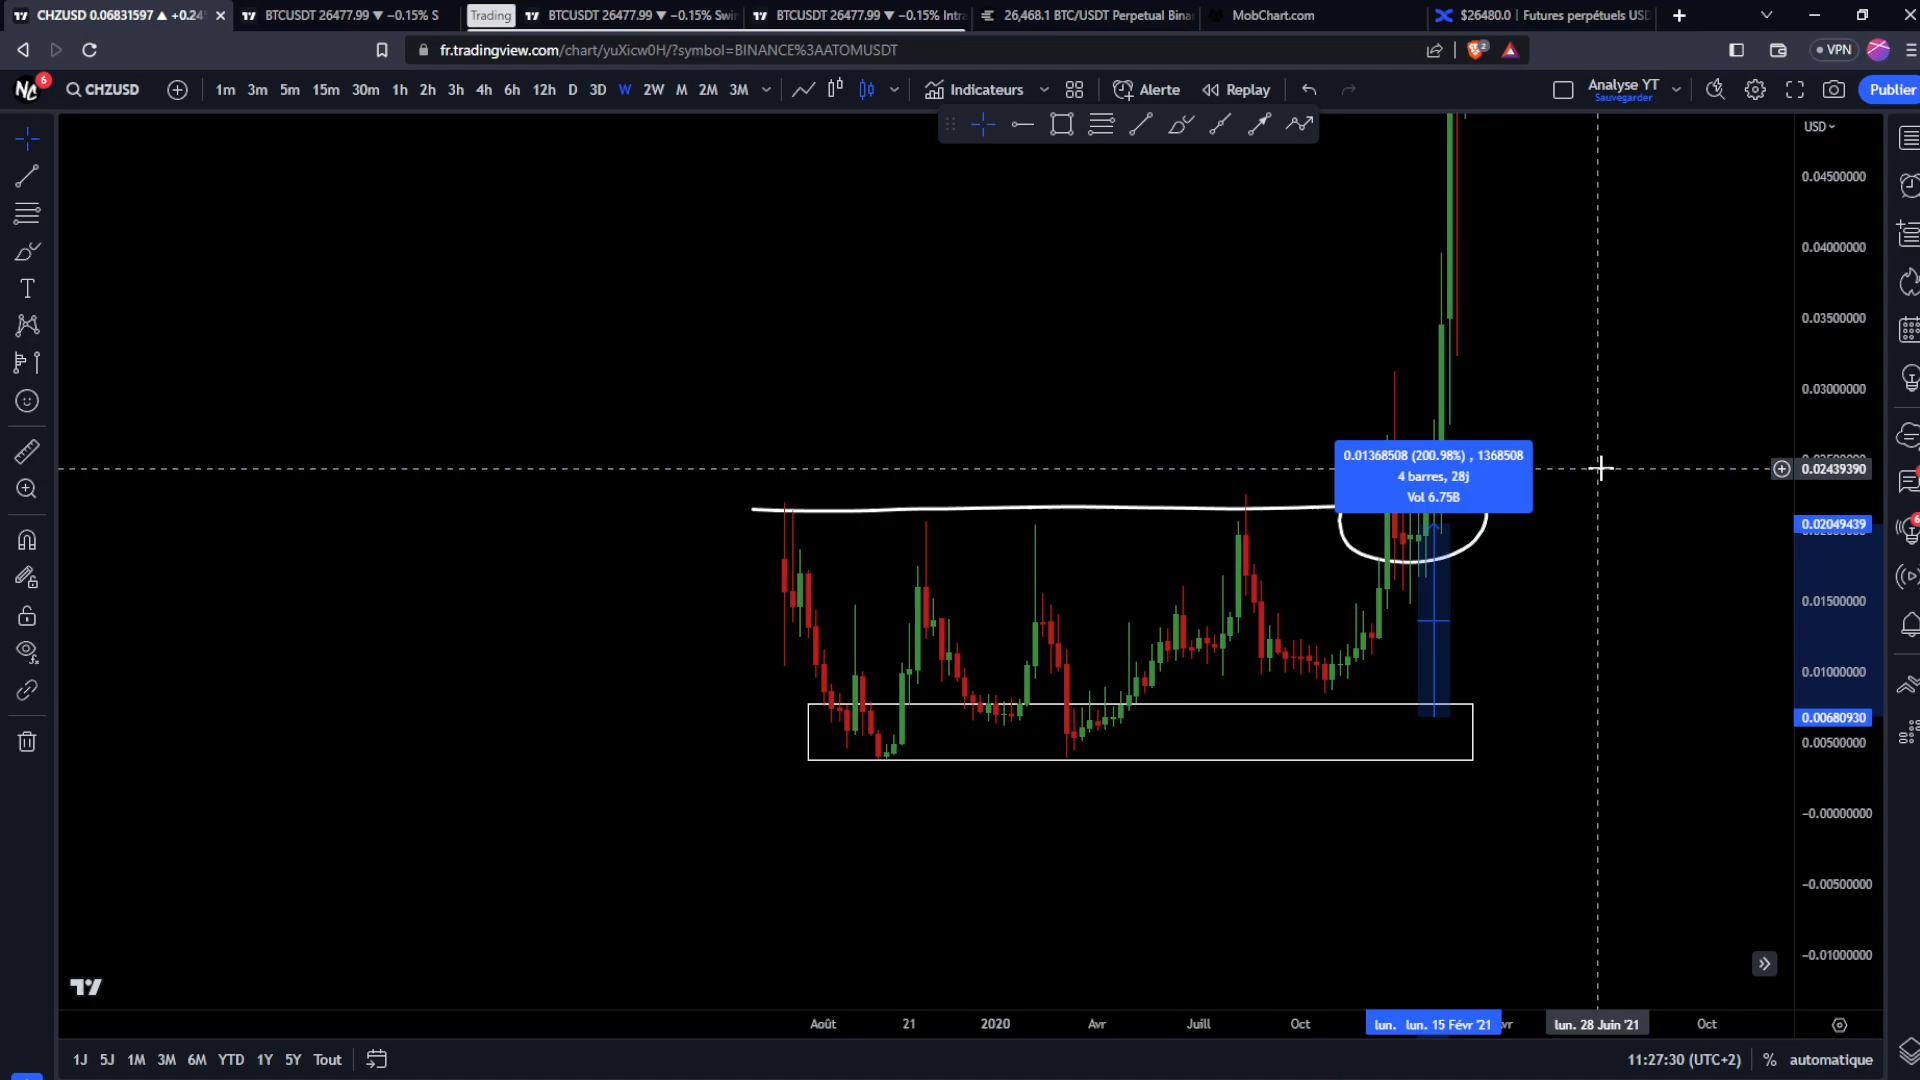 CHZUSD 0.06831597 ▲ +0.24
BTCUSDT 26477.99 ▼ −0.15% S
Trading
BTCUSDT 26477.99 ▼ −0.15% Swin
BTCUSDT 26477.99 ▼ −0.15% Intra
26,468.1 BTC/USDT Perpetual Binan
MobChart.com
$26480.0 | Futures perpétuels USD
fr.tradingview.com/chart/yuXicw0H/?symbol=BINANCE%3AATOMUSDT
2
VPN
6
CHZUSD
1m 3m 5m 15m 30m 1h 2h 3h 4h 6h 12h D 3D W 2W M 2M 3M
Indicateurs
Alerte
Replay
Analyse YT
Sauvegarder
Publier
USD
0.04500000
0.04000000
0.03500000
0.03000000
0.01368508 (200.98%) , 1368508
4 barres, 28j
Vol 6.75B
0.02439390
0.02049439
0.01500000
0.01000000
0.00680930
0.00500000
−0.00000000
−0.00500000
−0.01000000
Août 21 2020 Avr Juill Oct lun. lun. 15 Févr '21 vr lun. 28 Juin '21 Oct
1J 5J 1M 3M 6M YTD 1Y 5Y Tout
11:27:30 (UTC+2) % automatique